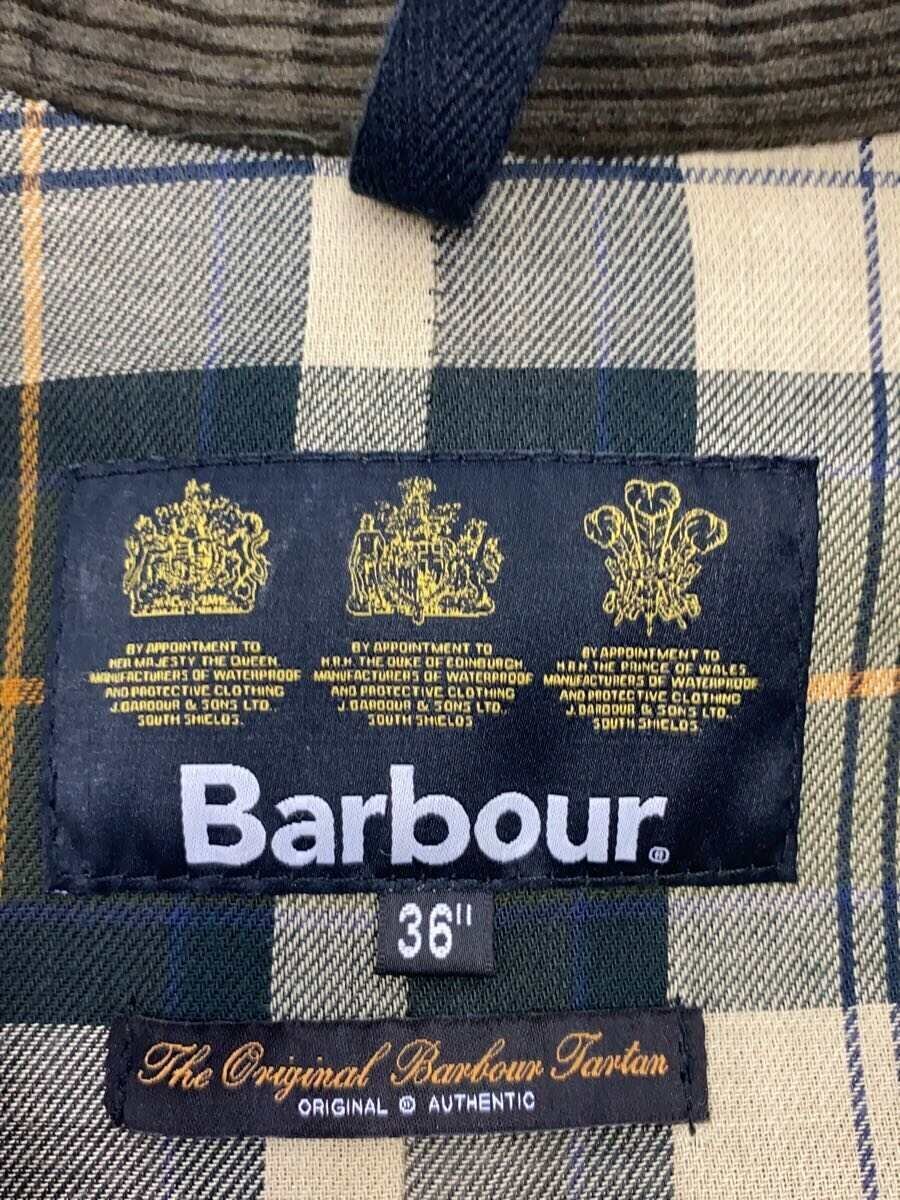 BY APPOINTMENT TO
HER MAJESTY THE QUEEN
MANUFACTURERS OF WATERPROOF
AND PROTECTIVE CLOTHING
J. BARBOUR & SONS LTD.,
SOUTH SHIELDS.
BY APPOINTMENT TO
H.R.H. THE DUKE OF EDINBURGH
MANUFACTURERS OF WATERPROOF
AND PROTECTIVE CLOTHING
J. BARBOUR & SONS LTD.,
SOUTH SHIELDS.
BY APPOINTMENT TO
H.R.H. THE PRINCE OF WALES
MANUFACTURERS OF WATERPROOF
AND PROTECTIVE CLOTHING
J. BARBOUR & SONS LTD.,
SOUTH SHIELDS.
Barbour®
36"
The Original Barbour Tartan
ORIGINAL ® AUTHENTIC